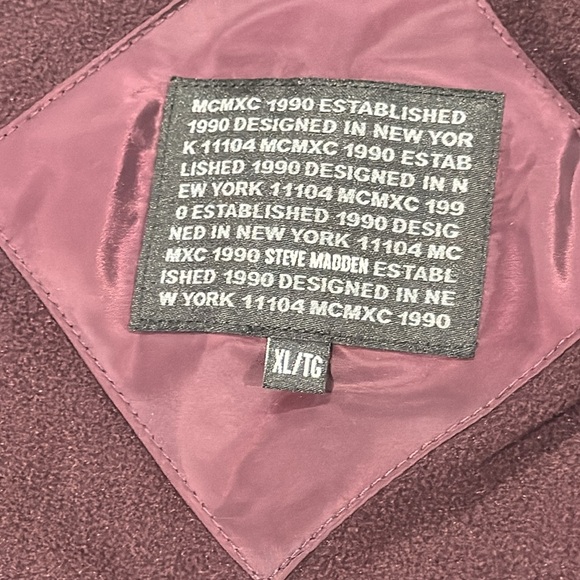 MCMXC 1990 ESTABLISHED
1990 DESIGNED IN NEW YOR
K 11104 MCMXC 1990 ESTAB
LISHED 1990 DESIGNED IN N
EW YORK 11104 MCMXC 199
0 ESTABLISHED 1990 DESIG
NED IN NEW YORK 11104 MC
MXC 1990 STEVE MADDEN ESTABL
ISHED 1990 DESIGNED IN NE
W YORK 11104 MCMXC 1990
XL/TG